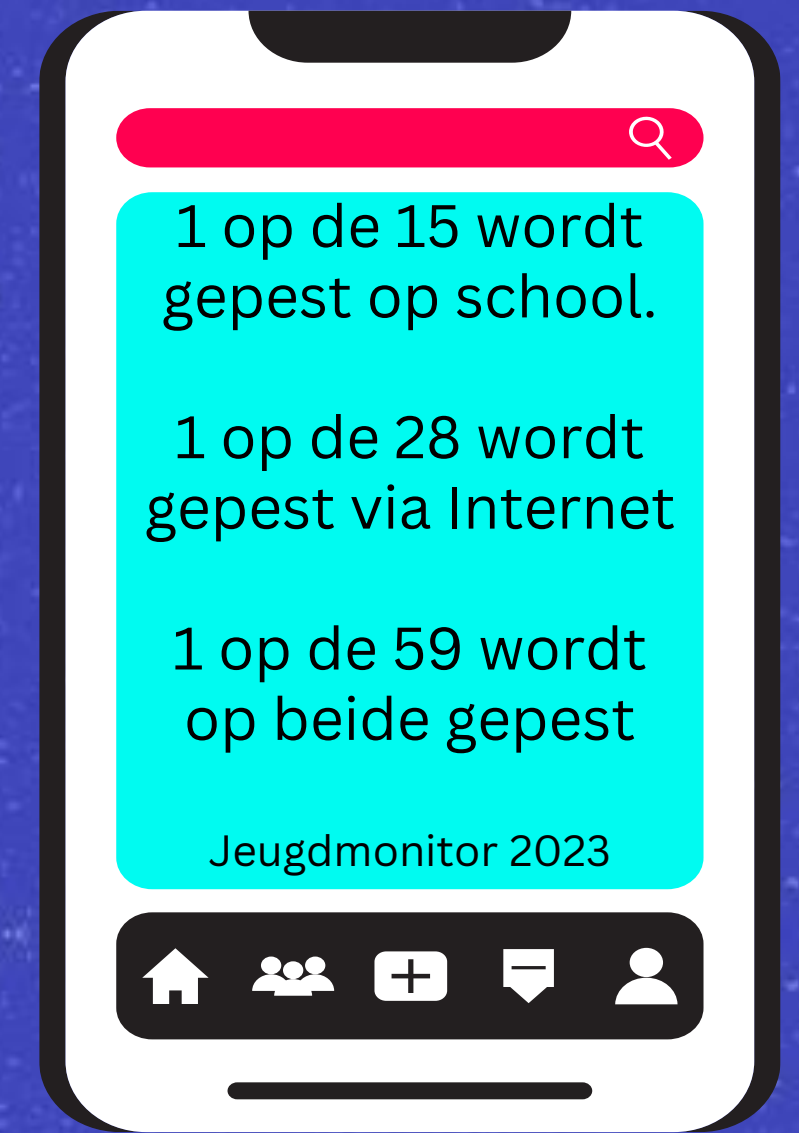 1 op de 15 wordt
gepest op school.
1 op de 28 wordt
gepest via Internet
1 op de 59 wordt
op beide gepest
Jeugdmonitor 2023